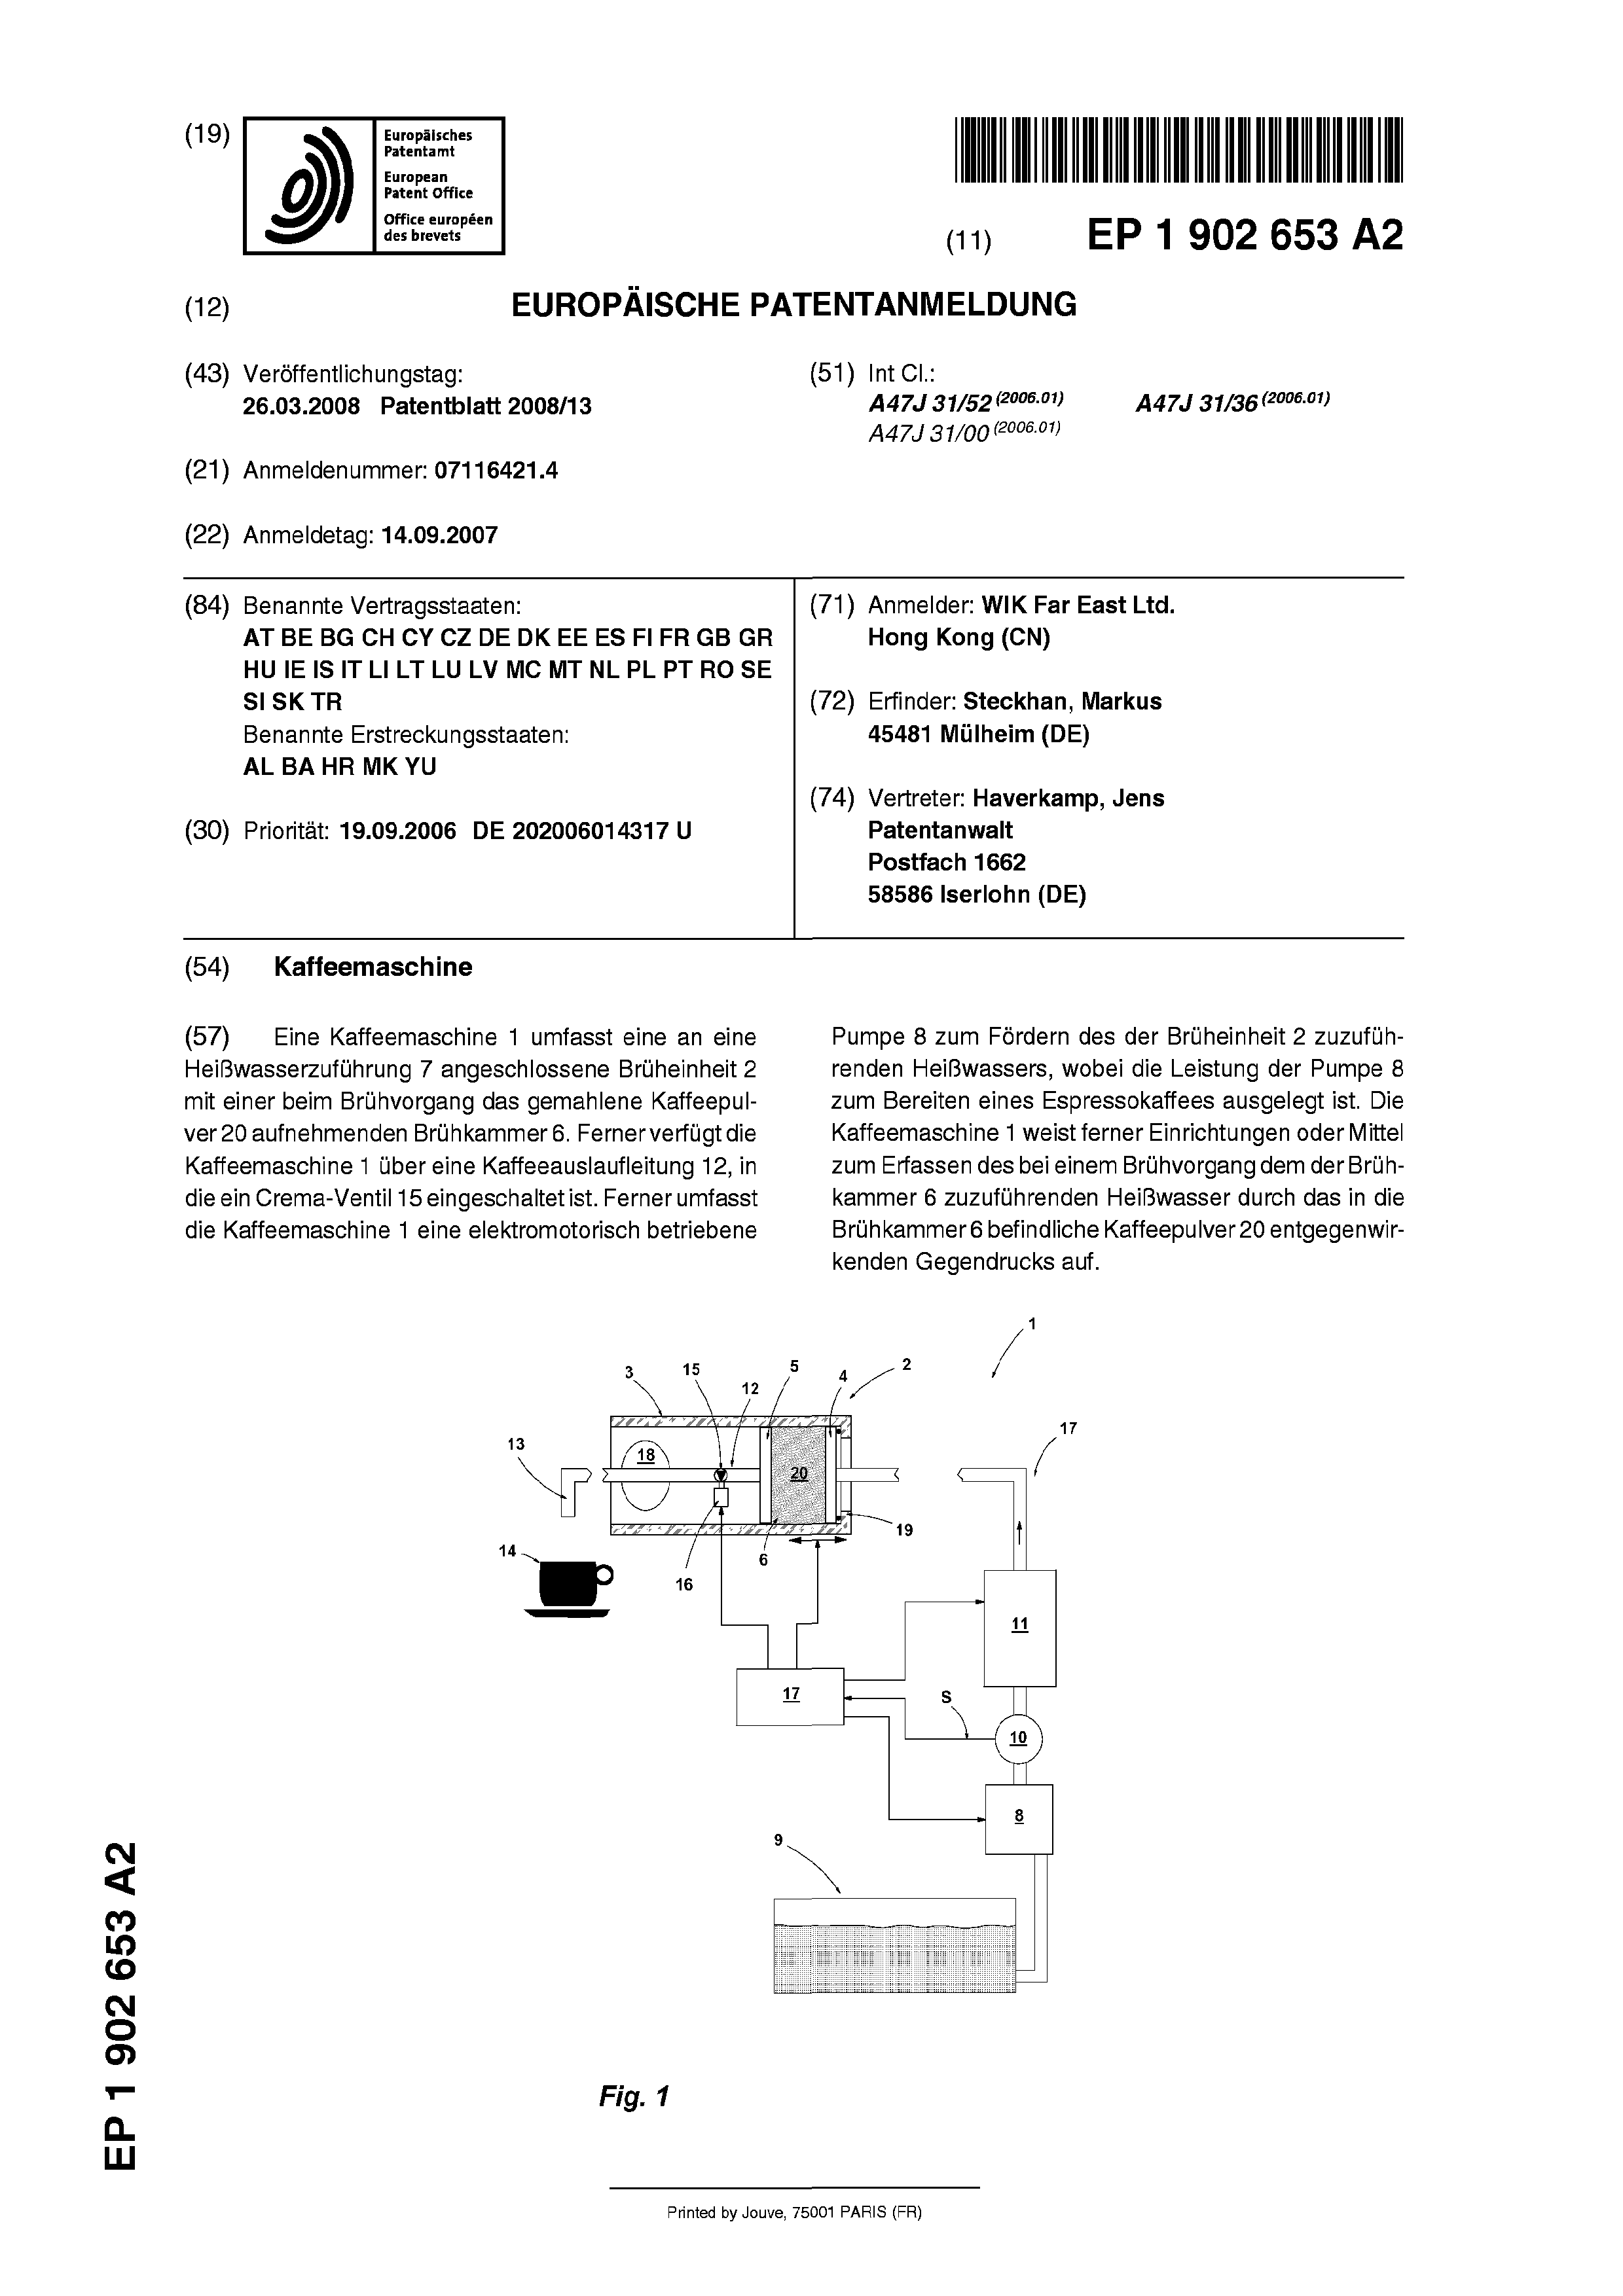 (19)
Europäisches
Patentamt
European
Patent Office
Office européen
des brevets
(11) EP 1 902 653 A2
(12) EUROPÄISCHE PATENTANMELDUNG
(43) Veröffentlichungstag:
26.03.2008 Patentblatt 2008/13
(21) Anmeldenummer: 07116421.4
(22) Anmeldetag: 14.09.2007
(51) Int Cl.:
A47J 31/52 (2006.01) A47J 31/36 (2006.01)
A47J 31/00 (2006.01)
(84) Benannte Vertragsstaaten:
AT BE BG CH CY CZ DE DK EE ES FI FR GB GR
HU IE IS IT LI LT LU LV MC MT NL PL PT RO SE
SI SK TR
Benannte Erstreckungsstaaten:
AL BA HR MK YU
(30) Priorität: 19.09.2006 DE 202006014317 U
(71) Anmelder: WIK Far East Ltd.
Hong Kong (CN)
(72) Erfinder: Steckhan, Markus
45481 Mülheim (DE)
(74) Vertreter: Haverkamp, Jens
Patentanwalt
Postfach 1662
58586 Iserlohn (DE)
(54) Kaffeemaschine
(57) Eine Kaffeemaschine 1 umfasst eine an eine
Heißwasserzuführung 7 angeschlossene Brüheinheit 2
mit einer beim Brühvorgang das gemahlene Kaffeepul-
ver 20 aufnehmenden Brühkammer 6. Ferner verfügt die
Kaffeemaschine 1 über eine Kaffeeauslaufleitung 12, in
die ein Crema-Ventil 15 eingeschaltet ist. Ferner umfasst
die Kaffeemaschine 1 eine elektromotorisch betriebene
Pumpe 8 zum Fördern des der Brüheinheit 2 zuzufüh-
renden Heißwassers, wobei die Leistung der Pumpe 8
zum Bereiten eines Espressokaffees ausgelegt ist. Die
Kaffeemaschine 1 weist ferner Einrichtungen oder Mittel
zum Erfassen des bei einem Brühvorgang dem der Brüh-
kammer 6 zuzuführenden Heißwasser durch das in die
Brühkammer 6 befindliche Kaffeepulver 20 entgegenwir-
kenden Gegendrucks auf.
1
2
3
15
5
4
12
17
13
18
20
19
14
6
16
11
17
S
10
8
9
Fig. 1
EP 1 902 653 A2
Printed by Jouve, 75001 PARIS (FR)